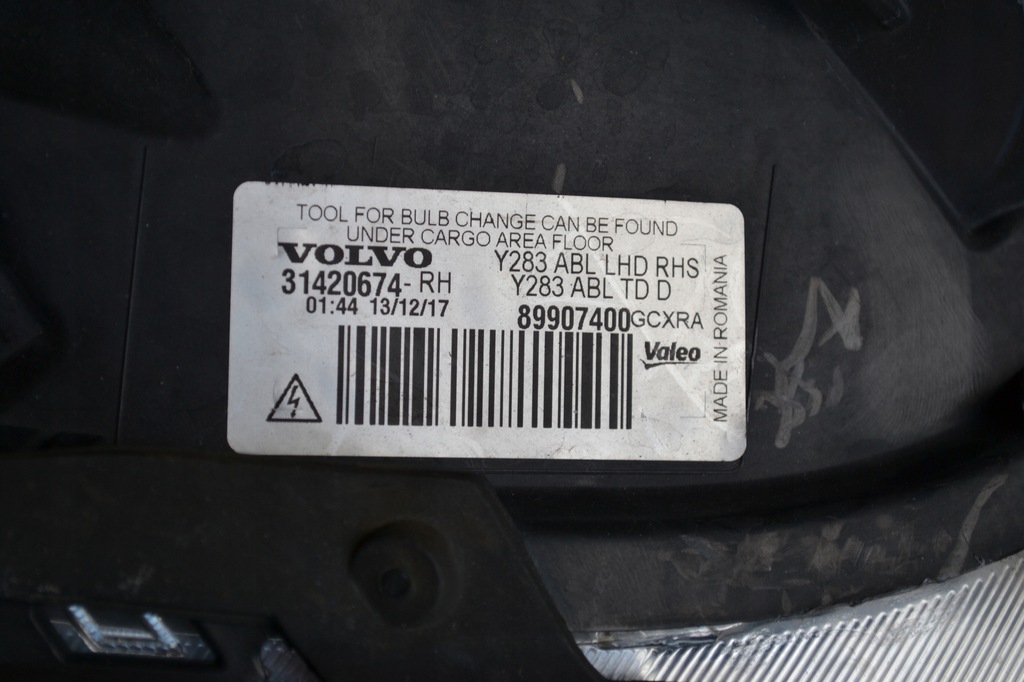 TOOL FOR BULB CHANGE CAN BE FOUND
UNDER CARGO AREA FLOOR
VOLVO
Y283 ABL LHD RHS
31420674-RH
Y283 ABL TD D
01:44 13/12/17
89907400GCXRA
Valeo
MADE IN ROMANIA